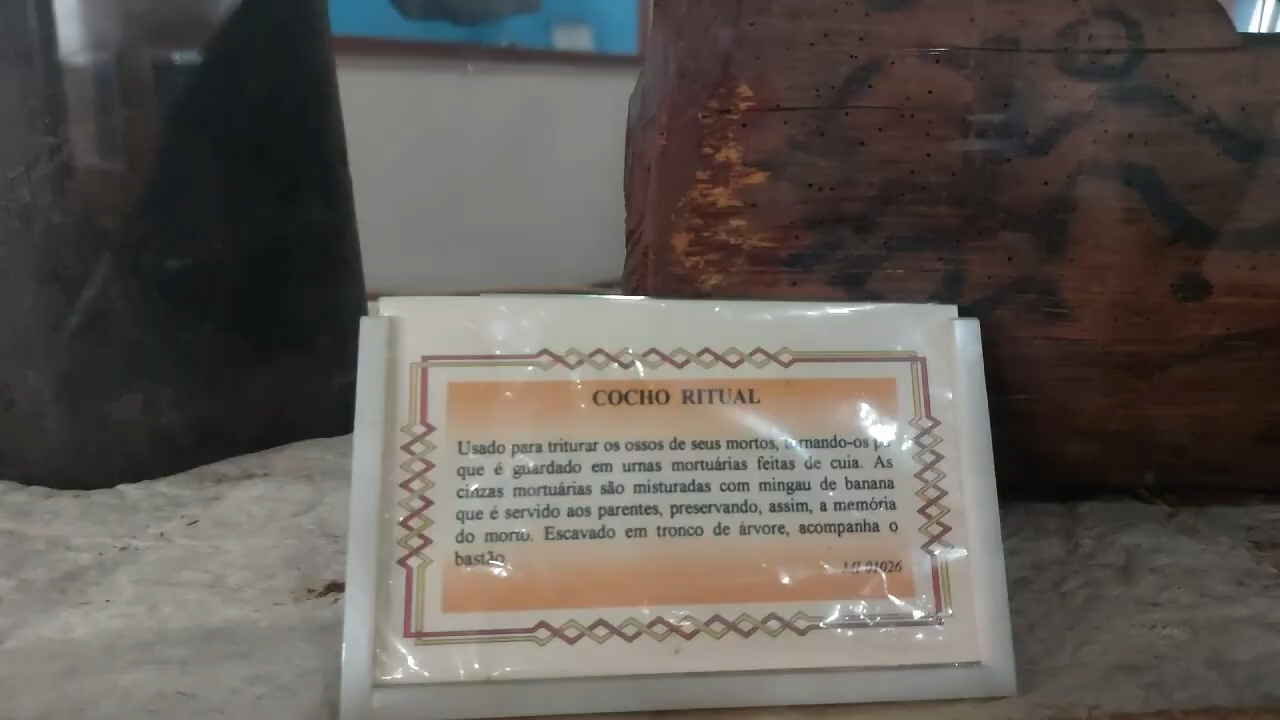 COCHO RITUAL
Usado para triturar os ossos de seus mortos, tornando-os pó
que é guardado em urnas mortuárias feitas de cuia. As
cinzas mortuárias são misturadas com mingau de banana
que é servido aos parentes, preservando, assim, a memória
do morto. Escavado em tronco de árvore, acompanha o
bastão.
MI 01026